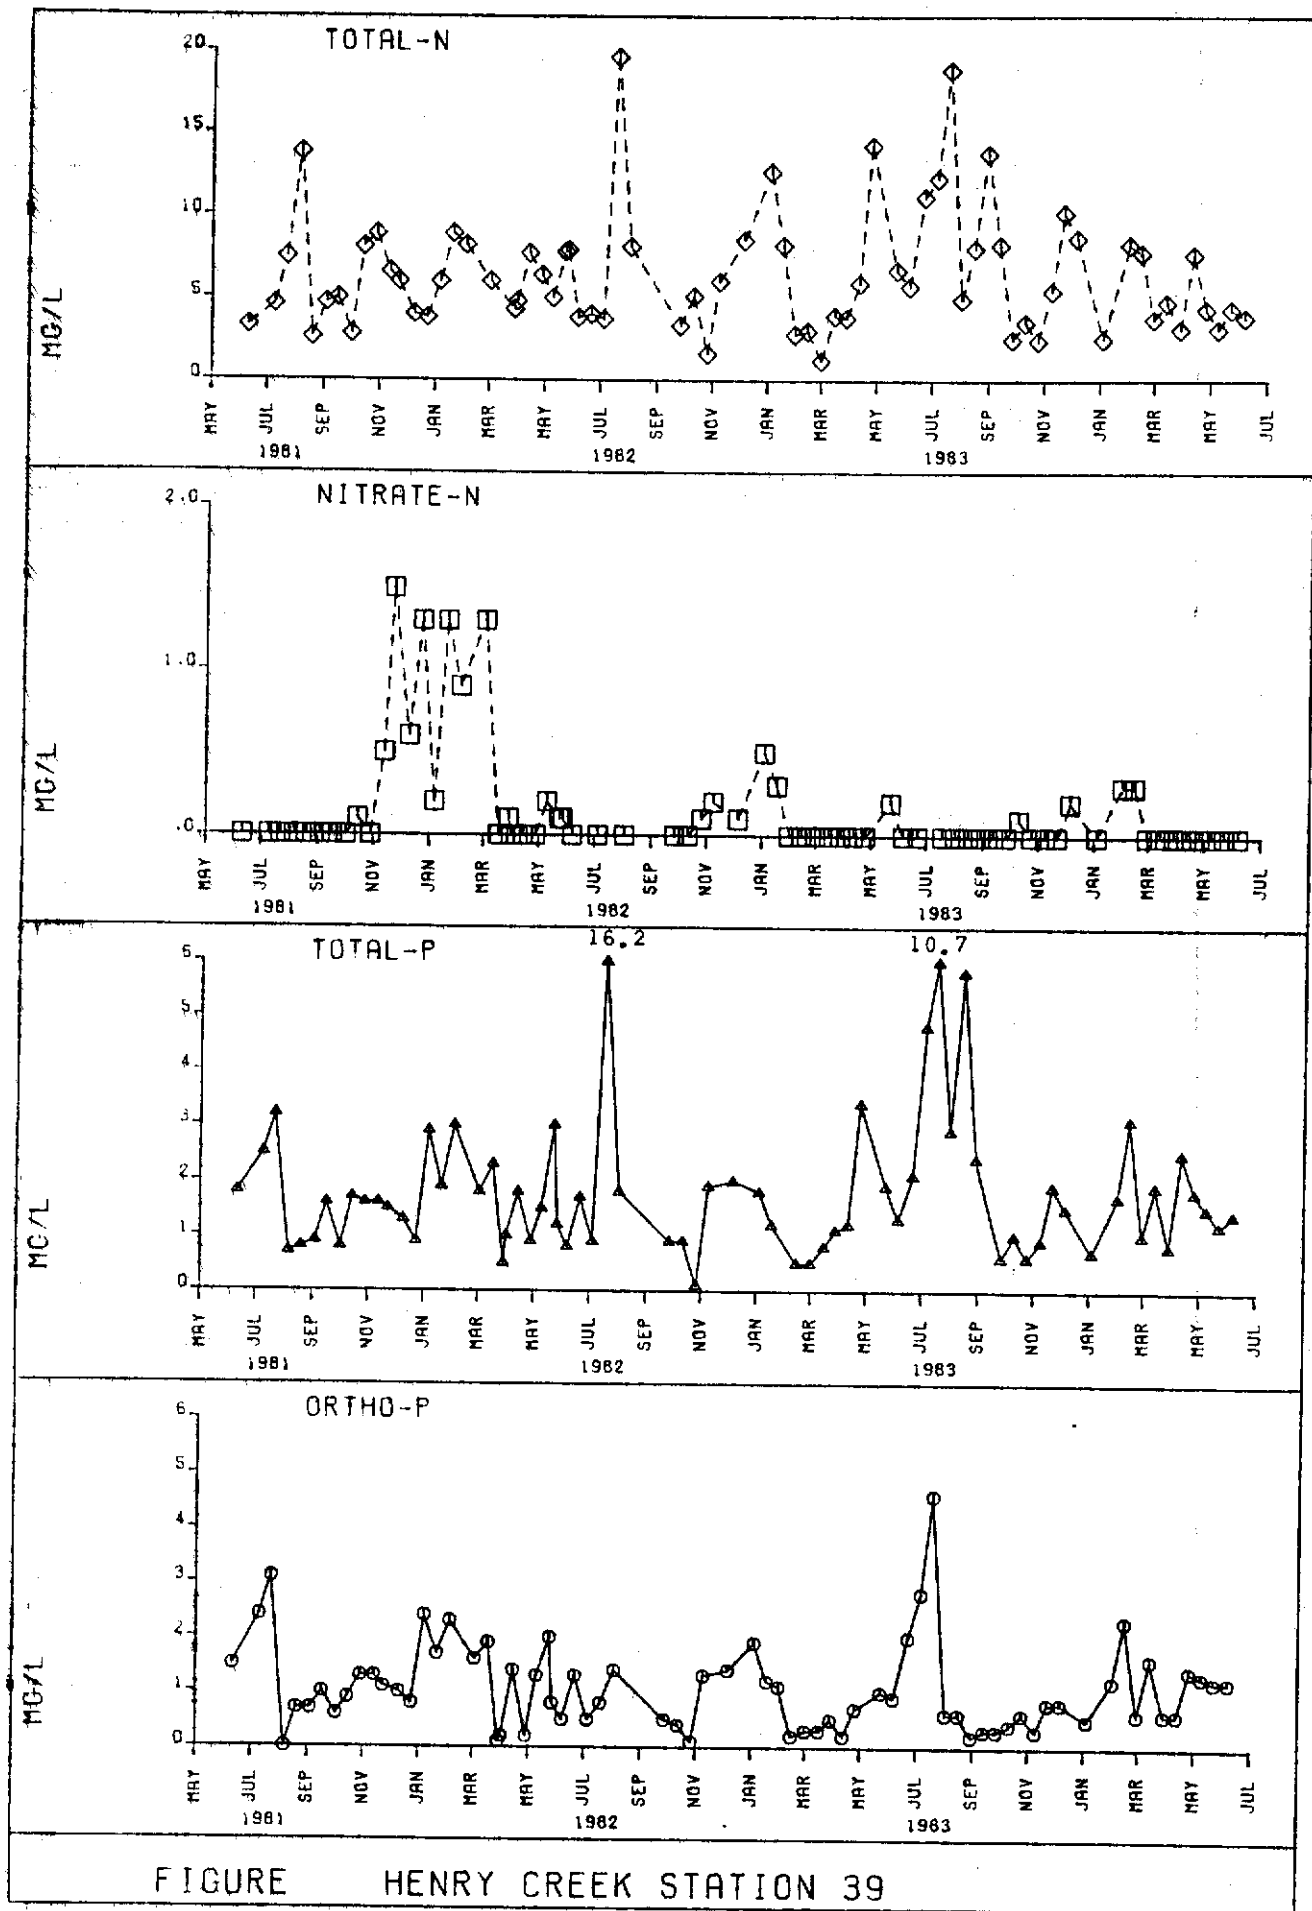 TOTAL-N
20
15
10
5
0
MG/L
MAY JUL SEP NOV JAN MAR MAY JUL SEP NOV JAN MAR MAY JUL SEP NOV JAN MAR MAY JUL
1981 1982 1983
NITRATE-N
2.0
1.0
.0
MG/L
MAY JUL SEP NOV JAN MAR MAY JUL SEP NOV JAN MAR MAY JUL SEP NOV JAN MAR MAY JUL
1981 1982 1983
TOTAL-P
16.2 10.7
6
5
4
3
2
1
0
MG/L
MAY JUL SEP NOV JAN MAR MAY JUL SEP NOV JAN MAR MAY JUL SEP NOV JAN MAR MAY JUL
1981 1982 1983
ORTHO-P
6
5
4
3
2
1
0
MG/L
MAY JUL SEP NOV JAN MAR MAY JUL SEP NOV JAN MAR MAY JUL SEP NOV JAN MAR MAY JUL
1981 1982 1983
FIGURE HENRY CREEK STATION 39